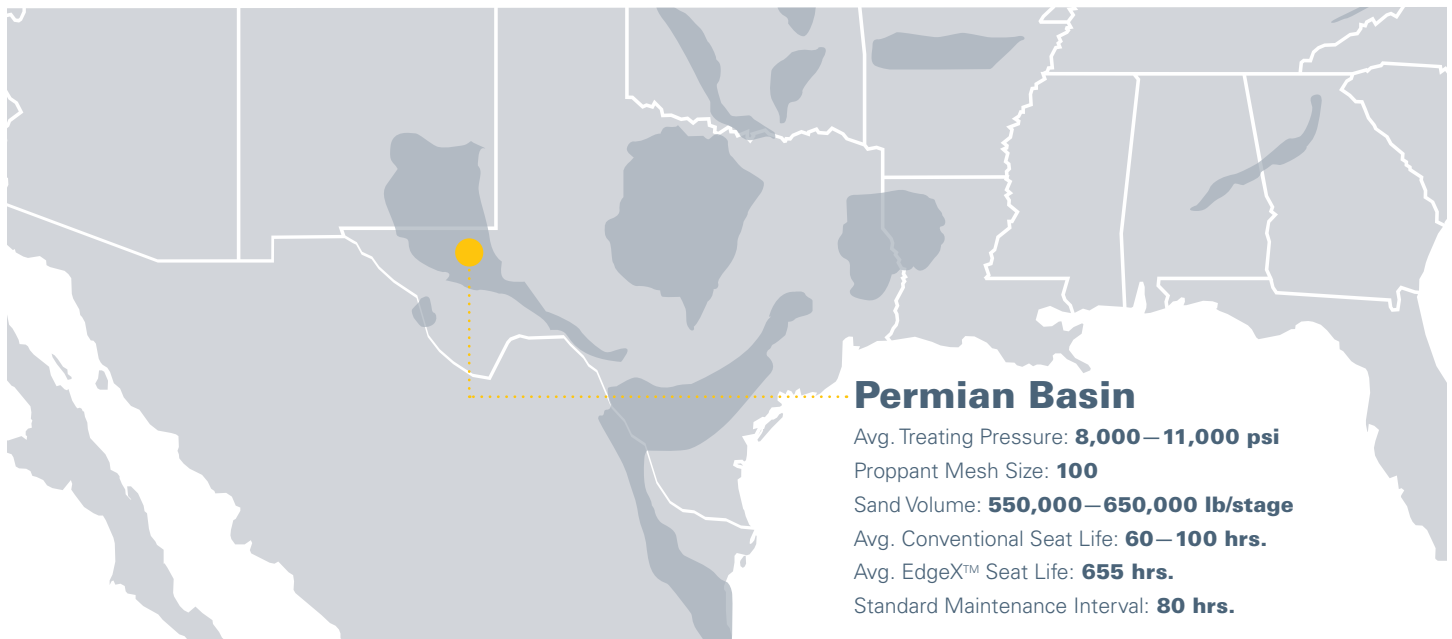 Permian Basin
Avg. Treating Pressure: 8,000—11,000 psi
Proppant Mesh Size: 100
Sand Volume: 550,000—650,000 lb/stage
Avg. Conventional Seat Life: 60—100 hrs.
Avg. EdgeX™ Seat Life: 655 hrs.
Standard Maintenance Interval: 80 hrs.